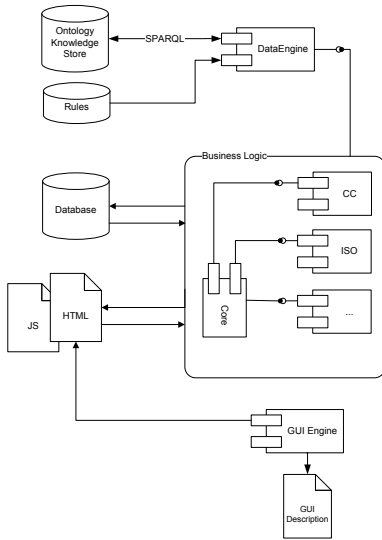 Ontology
Knowledge
Store
SPARQL
DataEngine
Rules
Business Logic
CC
Database
ISO
HTML
JS
Core
...
GUI Engine
GUI
Description